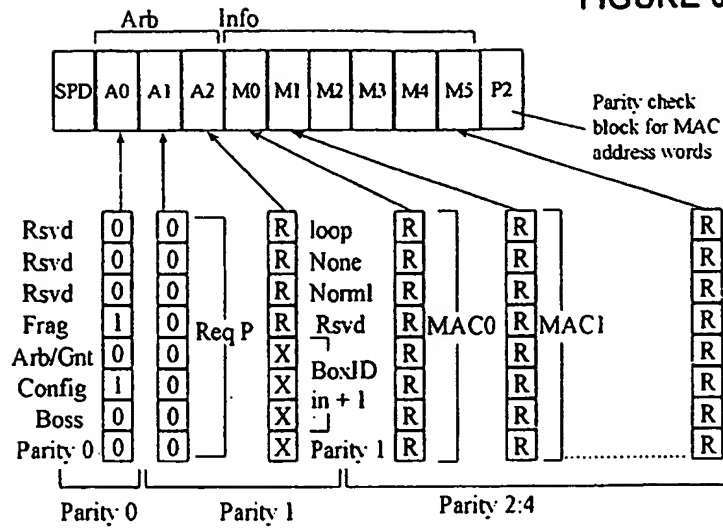 FIGURE
Arb Info
SPD A0 A1 A2 M0 M1 M2 M3 M4 M5 P2
Parity check
block for MAC
address words
Rsvd 0 0 R loop R R R
Rsvd 0 0 R None R R R
Rsvd 0 0 R Norml R R R
Frag 1 0 Req P R Rsvd R MAC0 R MAC1 R
Arb/Gnt 0 0 X R R R
Config 1 0 X BoxID R R R
Boss 0 0 X in + 1 R R R
Parity 0 0 0 X Parity 1 R R R
Parity 0 Parity 1 Parity 2:4